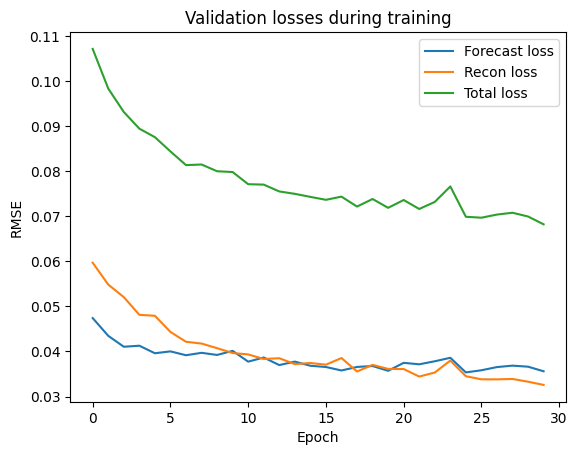 Validation losses during training
Forecast loss
Recon loss
Total loss
RMSE
0.11
0.10
0.09
0.08
0.07
0.06
0.05
0.04
0.03
0 5 10 15 20 25 30
Epoch